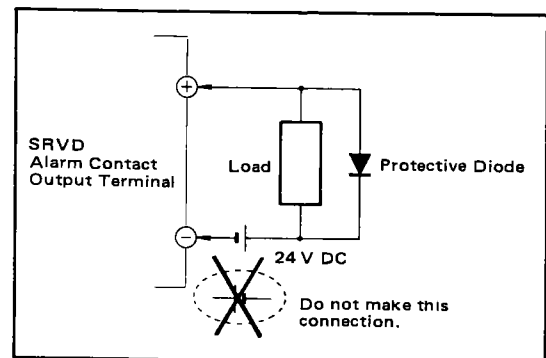 +
SRVD
Alarm Contact
Output Terminal
Load
Protective Diode
−
24 V DC
Do not make this
connection.